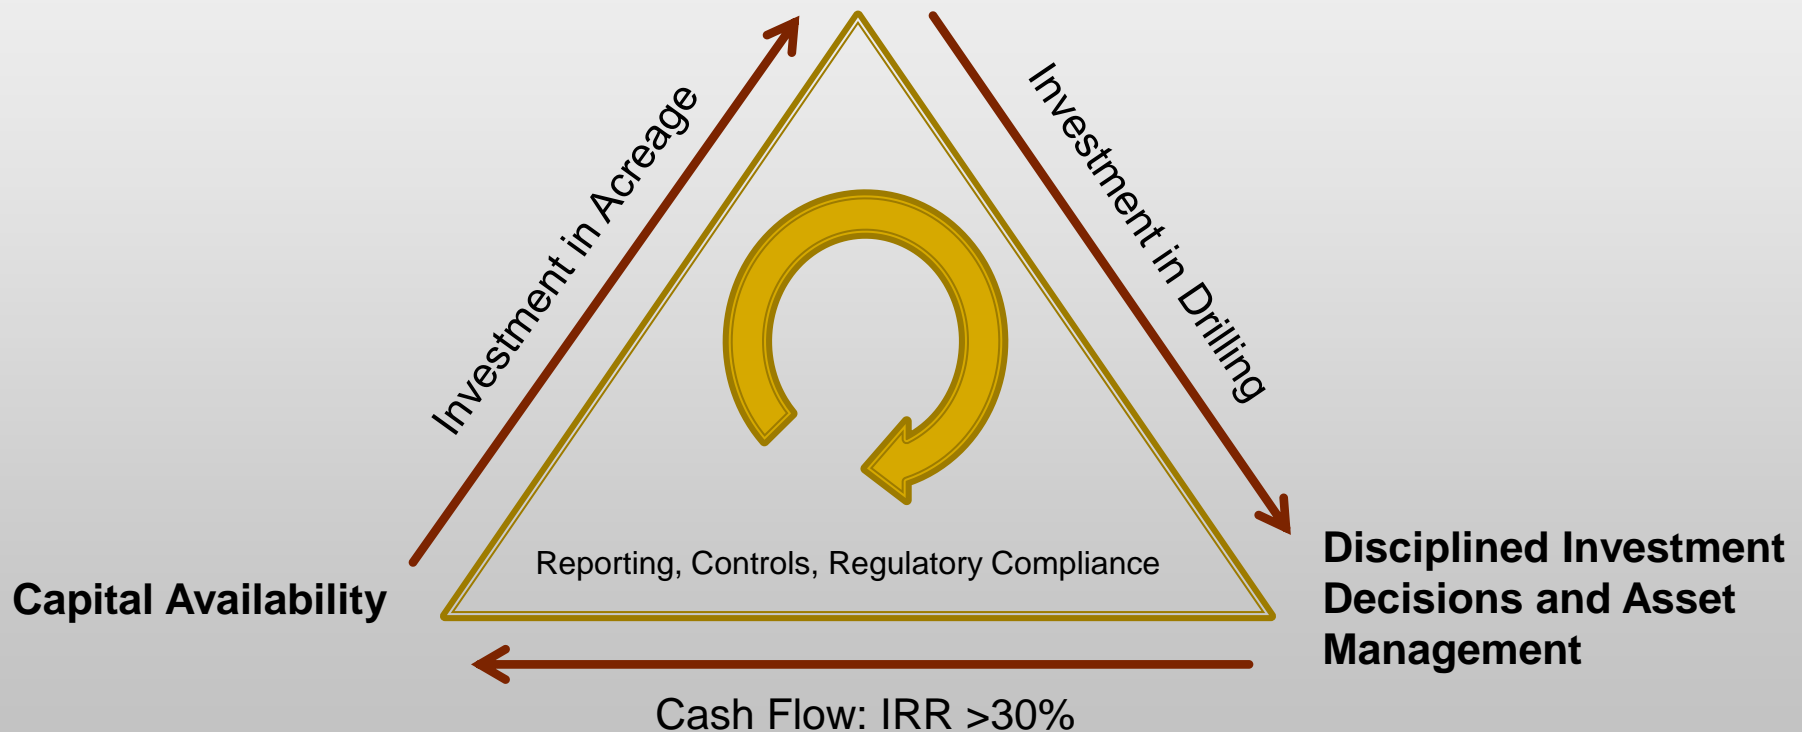 Investment in Acreage
Investment in Drilling
Reporting, Controls, Regulatory Compliance
Capital Availability
Disciplined Investment
Decisions and Asset
Management
Cash Flow: IRR >30%